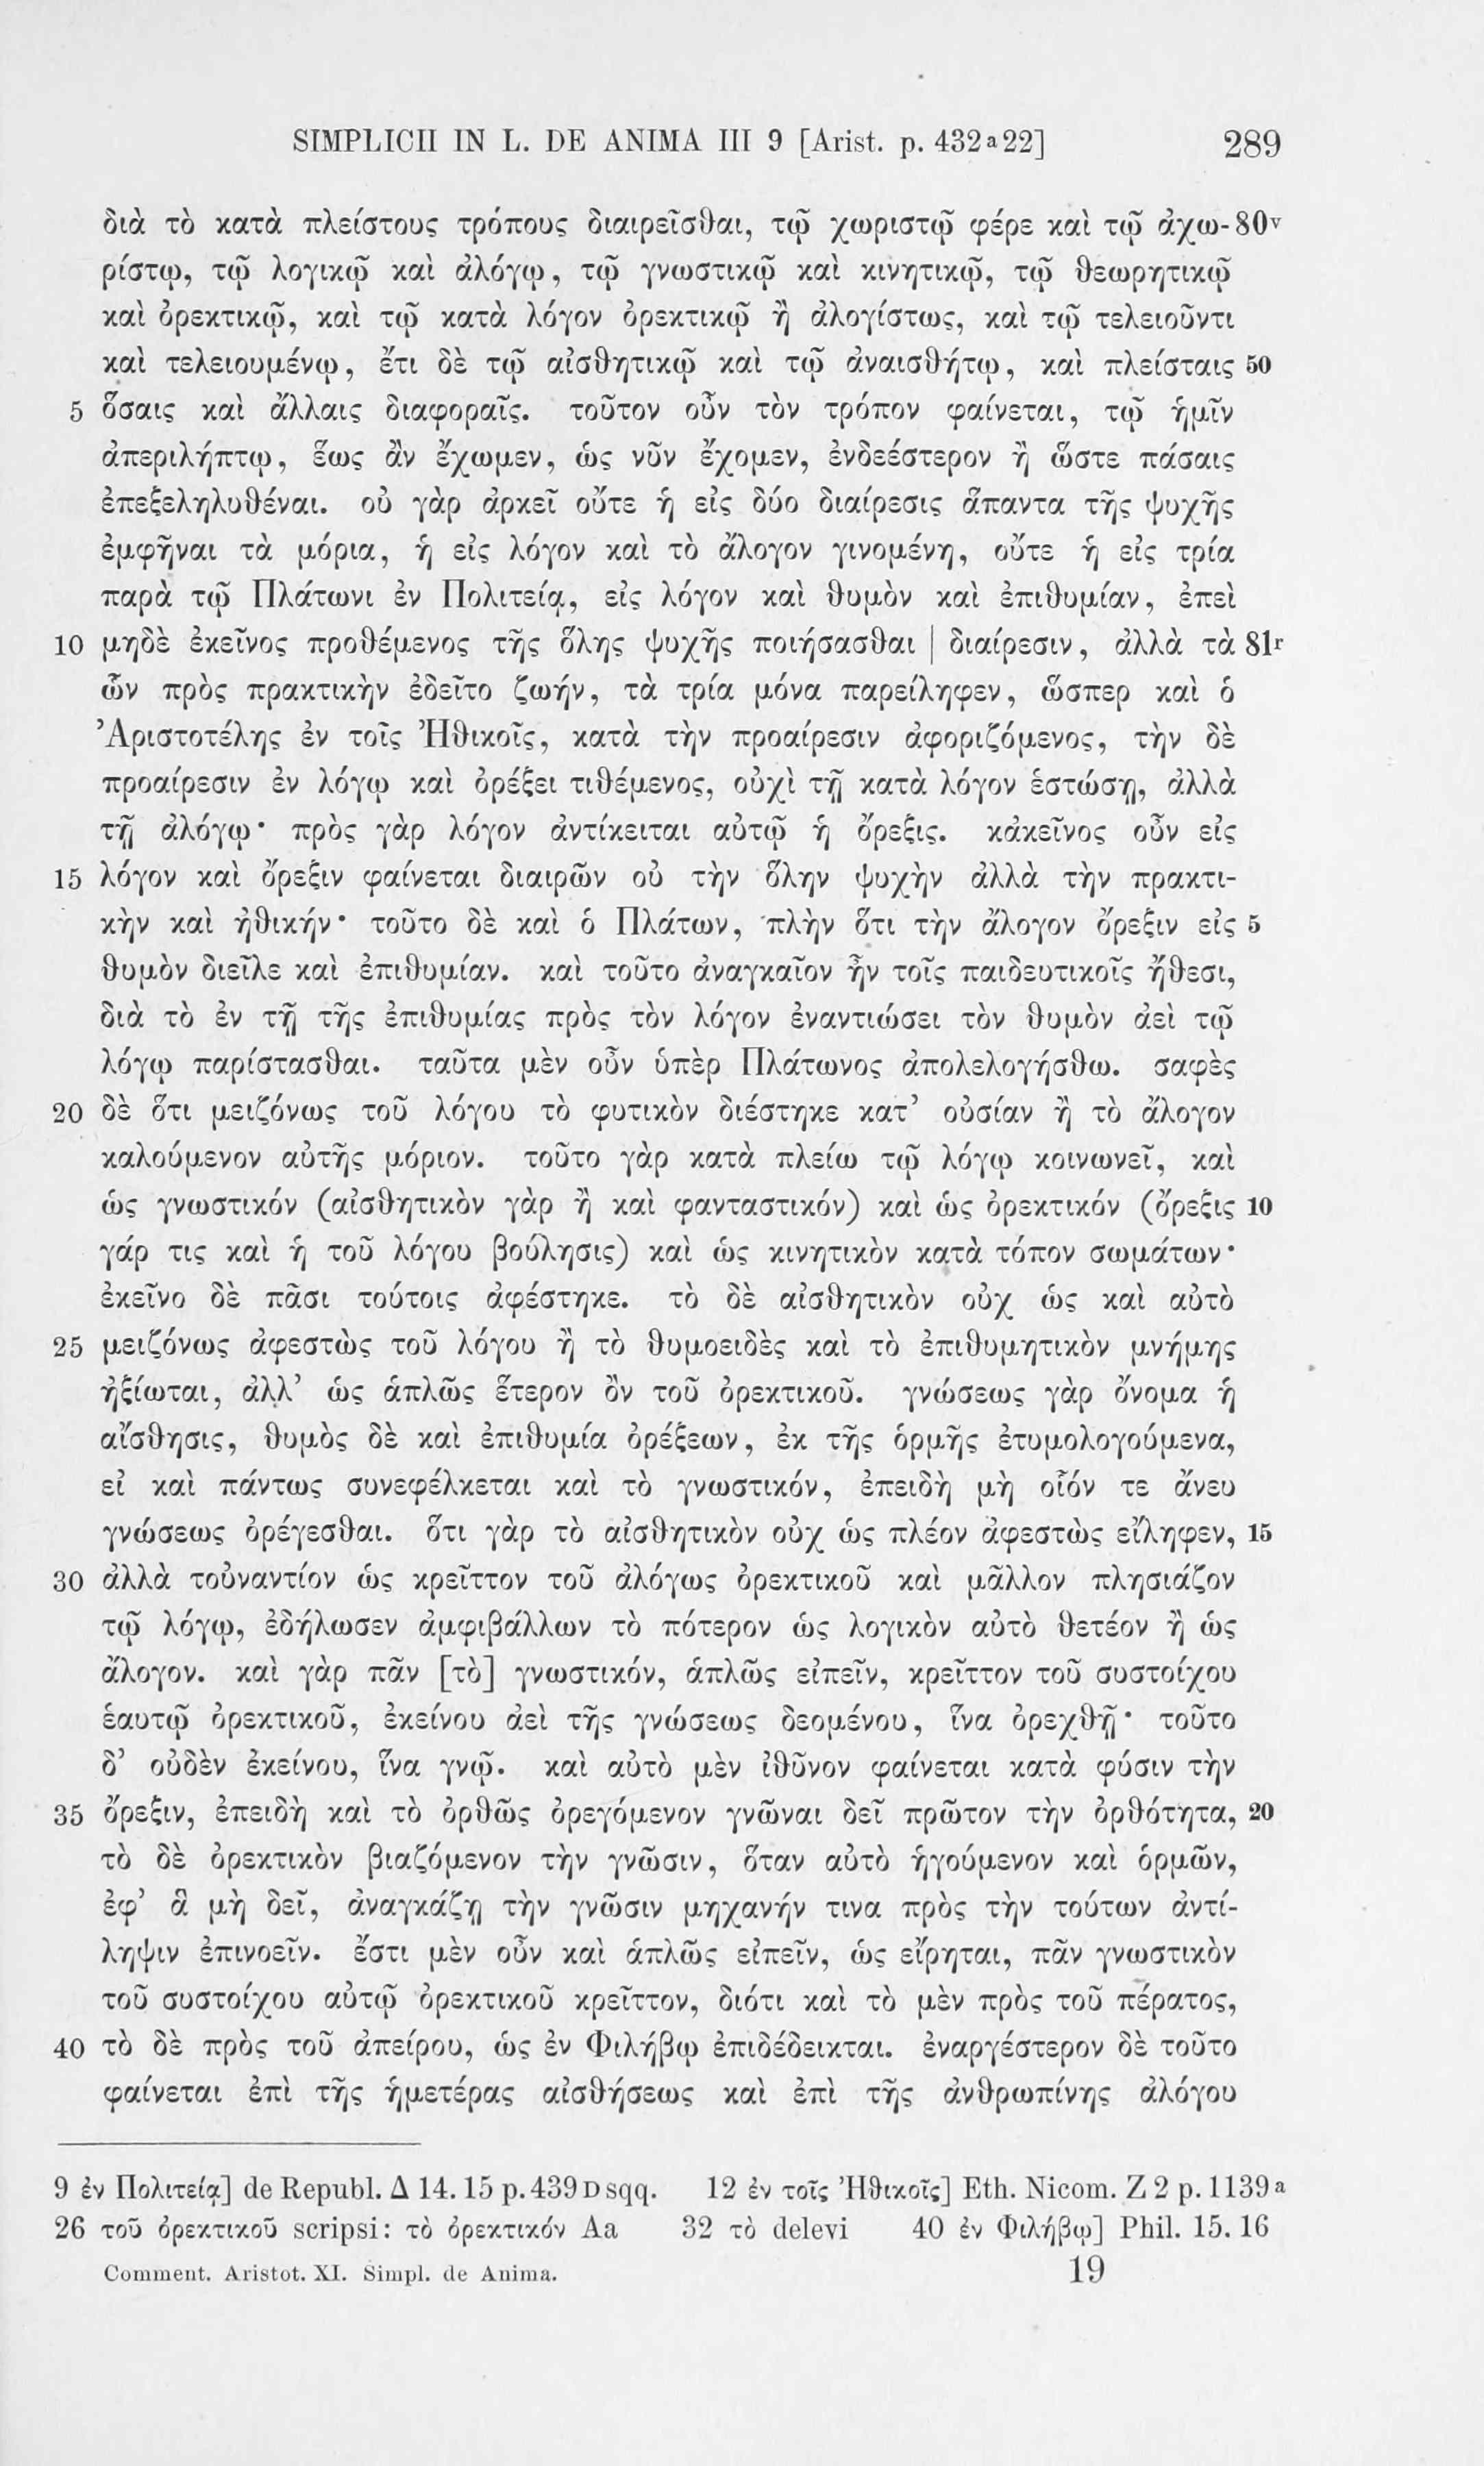 SIMPLICII IN L. DE ANIMA III 9 [Arist. p. 432ᵃ22] 289
διὰ τὸ κατὰ πλείστους τρόπους διαιρεῖσθαι, τῷ χωριστῷ φέρε καὶ τῷ ἀχω- 80ᵛ
ρίστῳ, τῷ λογικῷ καὶ ἀλόγῳ, τῷ γνωστικῷ καὶ κινητικῷ, τῷ θεωρητικῷ
καὶ ὀρεκτικῷ, καὶ τῷ κατὰ λόγον ὀρεκτικῷ ἢ ἀλογίστως, καὶ τῷ τελειοῦντι
καὶ τελειουμένῳ, ἔτι δὲ τῷ αἰσθητικῷ καὶ τῷ ἀναισθήτῳ, καὶ πλείσταις 50
5 ὅσαις καὶ ἄλλαις διαφοραῖς. τοῦτον οὖν τὸν τρόπον φαίνεται, τῷ ἡμῖν
ἀπεριλήπτῳ, ἕως ἂν ἔχωμεν, ὡς νῦν ἔχομεν, ἐνδεέστερον ἢ ὥστε πάσαις
ἐπεξεληλυθέναι. οὐ γὰρ ἀρκεῖ οὔτε ἡ εἰς δύο διαίρεσις ἅπαντα τῆς ψυχῆς
ἐμφῆναι τὰ μόρια, ἡ εἰς λόγον καὶ τὸ ἄλογον γινομένη, οὔτε ἡ εἰς τρία
παρὰ τῷ Πλάτωνι ἐν Πολιτείᾳ, εἰς λόγον καὶ θυμὸν καὶ ἐπιθυμίαν, ἐπεὶ
10 μηδὲ ἐκεῖνος προθέμενος τῆς ὅλης ψυχῆς ποιήσασθαι | διαίρεσιν, ἀλλὰ τὰ 81ʳ
ὧν πρὸς πρακτικὴν ἐδεῖτο ζωήν, τὰ τρία μόνα παρείληφεν, ὥσπερ καὶ ὁ
Ἀριστοτέλης ἐν τοῖς Ἠθικοῖς, κατὰ τὴν προαίρεσιν ἀφοριζόμενος, τὴν δὲ
προαίρεσιν ἐν λόγῳ καὶ ὀρέξει τιθέμενος, οὐχὶ τῇ κατὰ λόγον ἑστώσῃ, ἀλλὰ
τῇ ἀλόγῳ· πρὸς γὰρ λόγον ἀντίκειται αὐτῷ ἡ ὄρεξις. κἀκεῖνος οὖν εἰς
15 λόγον καὶ ὄρεξιν φαίνεται διαιρῶν οὐ τὴν ὅλην ψυχὴν ἀλλὰ τὴν πρακτι-
κὴν καὶ ἠθικήν· τοῦτο δὲ καὶ ὁ Πλάτων, πλὴν ὅτι τὴν ἄλογον ὄρεξιν εἰς 5
θυμὸν διεῖλε καὶ ἐπιθυμίαν. καὶ τοῦτο ἀναγκαῖον ἦν τοῖς παιδευτικοῖς ἤθεσι,
διὰ τὸ ἐν τῇ τῆς ἐπιθυμίας πρὸς τὸν λόγον ἐναντιώσει τὸν θυμὸν ἀεὶ τῷ
λόγῳ παρίστασθαι. ταῦτα μὲν οὖν ὑπὲρ Πλάτωνος ἀπολελογήσθω. σαφὲς
20 δὲ ὅτι μειζόνως τοῦ λόγου τὸ φυτικὸν διέστηκε κατ’ οὐσίαν ἢ τὸ ἄλογον
καλούμενον αὐτῆς μόριον. τοῦτο γὰρ κατὰ πλείω τῷ λόγῳ κοινωνεῖ, καὶ
ὡς γνωστικόν (αἰσθητικὸν γὰρ ἢ καὶ φανταστικόν) καὶ ὡς ὀρεκτικόν (ὄρεξις 10
γάρ τις καὶ ἡ τοῦ λόγου βούλησις) καὶ ὡς κινητικὸν κατὰ τόπον σωμάτων·
ἐκεῖνο δὲ πᾶσι τούτοις ἀφέστηκε. τὸ δὲ αἰσθητικὸν οὐχ ὡς καὶ αὐτὸ
25 μειζόνως ἀφεστὼς τοῦ λόγου ἢ τὸ θυμοειδὲς καὶ τὸ ἐπιθυμητικὸν μνήμης
ἠξίωται, ἀλλ’ ὡς ἁπλῶς ἕτερον ὂν τοῦ ὀρεκτικοῦ. γνώσεως γὰρ ὄνομα ἡ
αἴσθησις, θυμὸς δὲ καὶ ἐπιθυμία ὀρέξεων, ἐκ τῆς ὁρμῆς ἐτυμολογούμενα,
εἰ καὶ πάντως συνεφέλκεται καὶ τὸ γνωστικόν, ἐπειδὴ μὴ οἷόν τε ἄνευ
γνώσεως ὀρέγεσθαι. ὅτι γὰρ τὸ αἰσθητικὸν οὐχ ὡς πλέον ἀφεστὼς εἴληφεν, 15
30 ἀλλὰ τοὐναντίον ὡς κρεῖττον τοῦ ἀλόγως ὀρεκτικοῦ καὶ μᾶλλον πλησιάζον
τῷ λόγῳ, ἐδήλωσεν ἀμφιβάλλων τὸ πότερον ὡς λογικὸν αὐτὸ θετέον ἢ ὡς
ἄλογον. καὶ γὰρ πᾶν [τὸ] γνωστικόν, ἁπλῶς εἰπεῖν, κρεῖττον τοῦ συστοίχου
ἑαυτῷ ὀρεκτικοῦ, ἐκείνου ἀεὶ τῆς γνώσεως δεομένου, ἵνα ὀρεχθῇ· τοῦτο
δ’ οὐδὲν ἐκείνου, ἵνα γνῷ. καὶ αὐτὸ μὲν ἰθῦνον φαίνεται κατὰ φύσιν τὴν
35 ὄρεξιν, ἐπειδὴ καὶ τὸ ὀρθῶς ὀρεγόμενον γνῶναι δεῖ πρῶτον τὴν ὀρθότητα, 20
τὸ δὲ ὀρεκτικὸν βιαζόμενον τὴν γνῶσιν, ὅταν αὐτὸ ἡγούμενον καὶ ὁρμῶν,
ἐφ’ ἃ μὴ δεῖ, ἀναγκάζῃ τὴν γνῶσιν μηχανήν τινα πρὸς τὴν τούτων ἀντί-
ληψιν ἐπινοεῖν. ἔστι μὲν οὖν καὶ ἁπλῶς εἰπεῖν, ὡς εἴρηται, πᾶν γνωστικὸν
τοῦ συστοίχου αὐτῷ ὀρεκτικοῦ κρεῖττον, διότι καὶ τὸ μὲν πρὸς τοῦ πέρατος,
40 τὸ δὲ πρὸς τοῦ ἀπείρου, ὡς ἐν Φιλήβῳ ἐπιδέδεικται. ἐναργέστερον δὲ τοῦτο
φαίνεται ἐπὶ τῆς ἡμετέρας αἰσθήσεως καὶ ἐπὶ τῆς ἀνθρωπίνης ἀλόγου
9 ἐν Πολιτείᾳ] de Republ. Δ 14. 15 p. 439 D sqq. 12 ἐν τοῖς Ἠθικοῖς] Eth. Nicom. Z 2 p. 1139ᵃ
26 τοῦ ὀρεκτικοῦ scripsi: τὸ ὀρεκτικόν Aa 32 τὸ delevi 40 ἐν Φιλήβῳ] Phil. 15. 16
Comment. Aristot. XI. Simpl. de Anima. 19